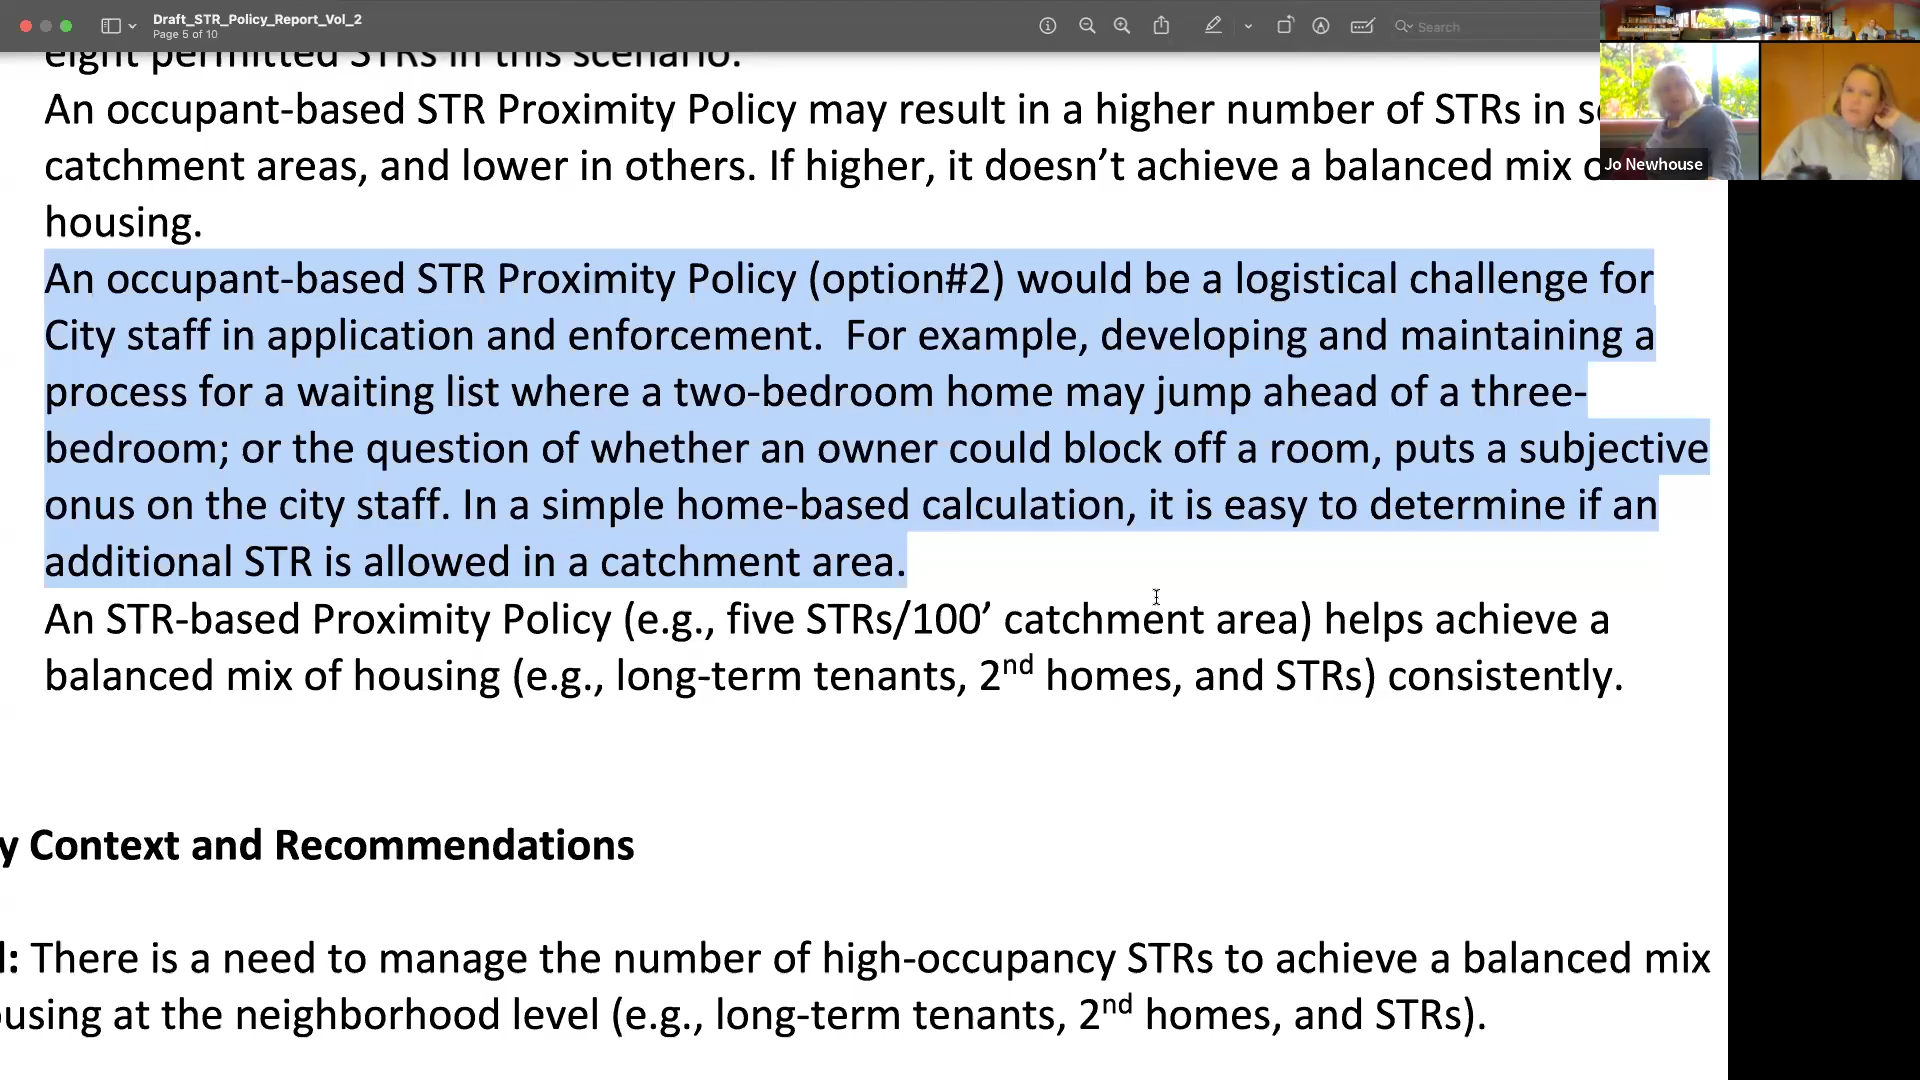 Draft_STR_Policy_Report_Vol_2
Page 5 of 10
Search
eight permitted STRs in this scenario.
An occupant-based STR Proximity Policy may result in a higher number of STRs in
catchment areas, and lower in others. If higher, it doesn’t achieve a balanced mix
Jo Newhouse
housing.
An occupant-based STR Proximity Policy (option#2) would be a logistical challenge for
City staff in application and enforcement.  For example, developing and maintaining a
process for a waiting list where a two-bedroom home may jump ahead of a three-
bedroom; or the question of whether an owner could block off a room, puts a subjective
onus on the city staff. In a simple home-based calculation, it is easy to determine if an
additional STR is allowed in a catchment area.
An STR-based Proximity Policy (e.g., five STRs/100’ catchment area) helps achieve a
balanced mix of housing (e.g., long-term tenants, 2nd homes, and STRs) consistently.
y Context and Recommendations
l: There is a need to manage the number of high-occupancy STRs to achieve a balanced mix
ousing at the neighborhood level (e.g., long-term tenants, 2nd homes, and STRs).